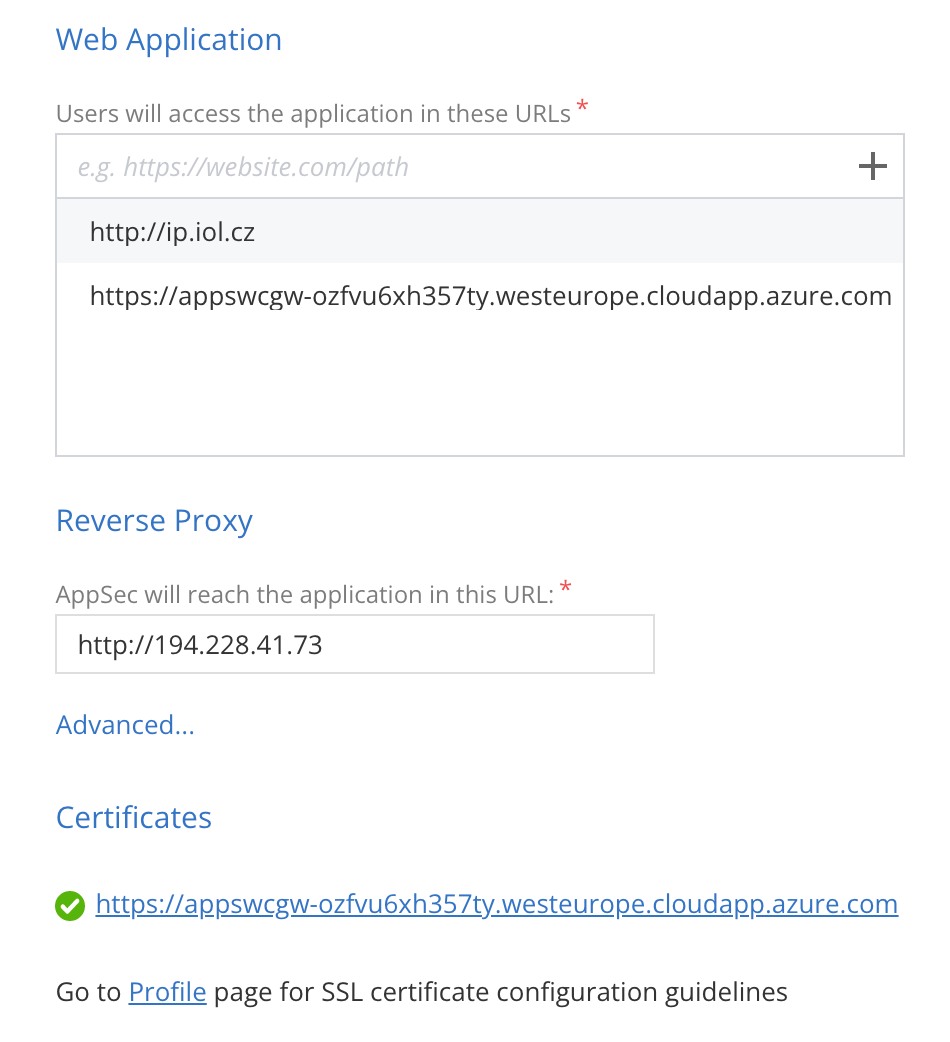 Web Application
Users will access the application in these URLs *
e.g. https://website.com/path
http://ip.iol.cz
https://appswcgw-ozfvu6xh357ty.westeurope.cloudapp.azure.com
Reverse Proxy
AppSec will reach the application in this URL: *
http://194.228.41.73
Advanced...
Certificates
https://appswcgw-ozfvu6xh357ty.westeurope.cloudapp.azure.com
Go to Profile page for SSL certificate configuration guidelines